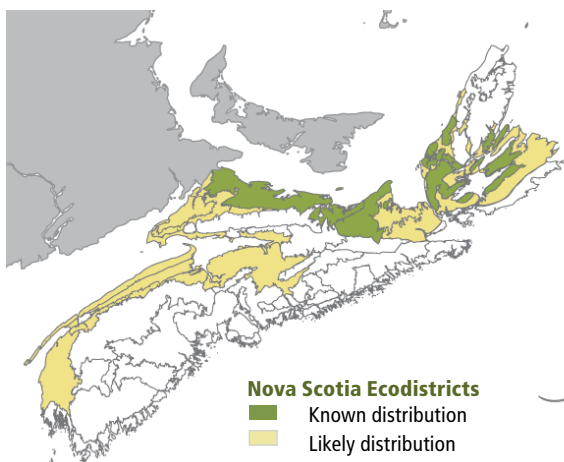 Nova Scotia Ecodistricts
Known distribution
Likely distribution